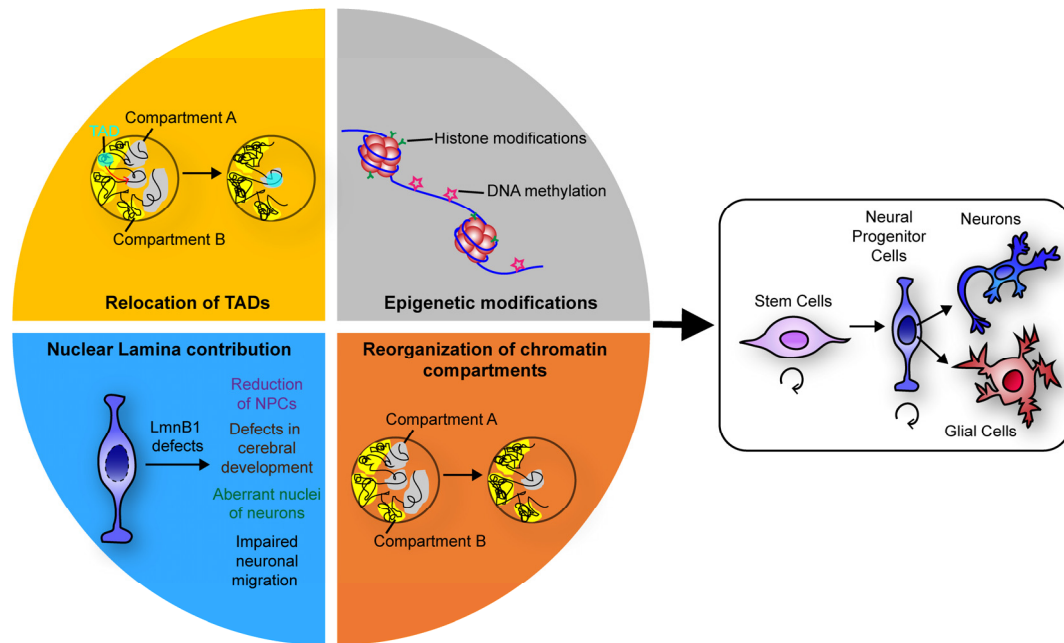 TAD
Compartment A
Compartment B
Relocation of TADs
Histone modifications
DNA methylation
Epigenetic modifications
Nuclear Lamina contribution
LmnB1
defects
Reduction
of NPCs
Defects in
cerebral
development
Aberrant nuclei
of neurons
Impaired
neuronal
migration
Reorganization of chromatin
compartments
Compartment A
Compartment B
Stem Cells
Neural
Progenitor
Cells
Neurons
Glial Cells